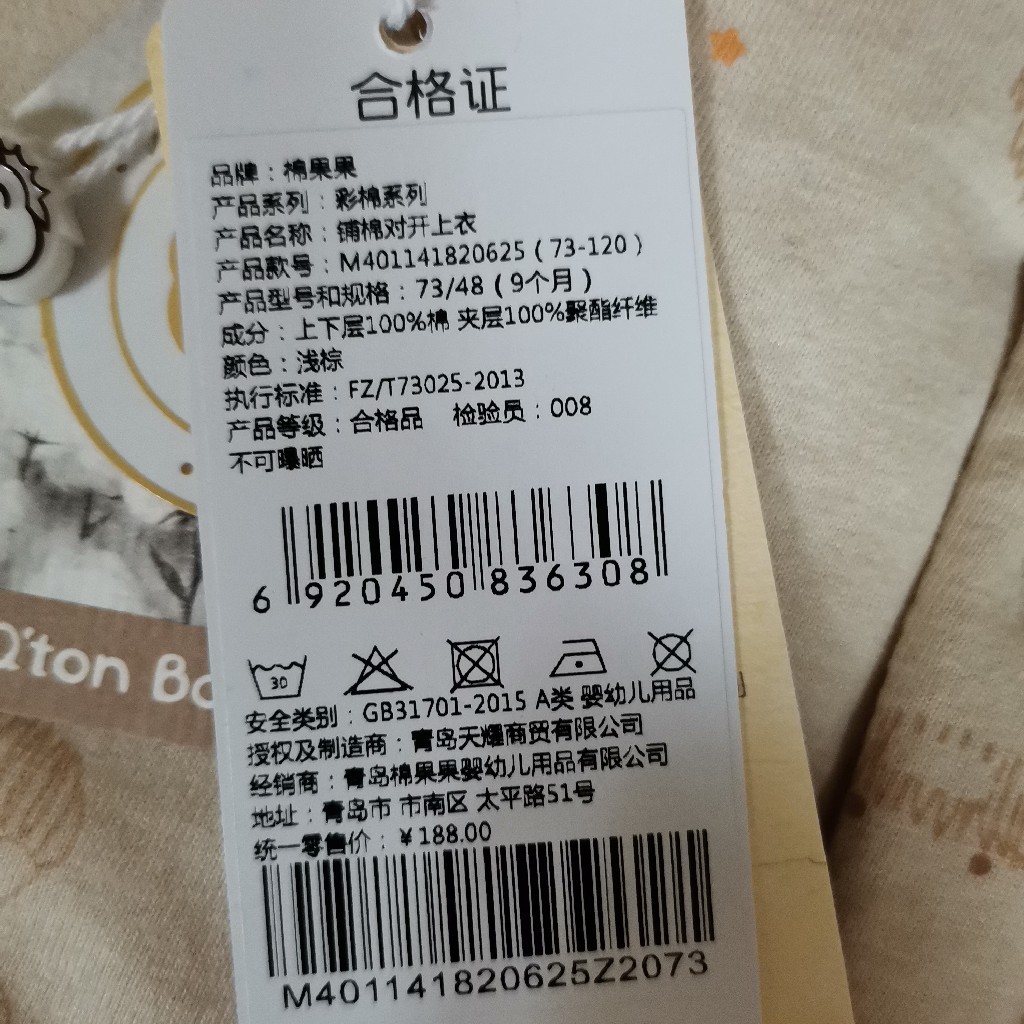 合格证
品牌：棉果果
产品系列：彩棉系列
产品名称：铺棉对开上衣
产品款号：M401141820625（73-120）
产品型号和规格：73/48（9个月）
成分：上下层100%棉 夹层100%聚酯纤维
颜色：浅棕
执行标准：FZ/T73025-2013
产品等级：合格品 检验员：008
不可曝晒
6 920450 836308
30
安全类别：GB31701-2015 A类 婴幼儿用品
授权及制造商：青岛天耀商贸有限公司
经销商：青岛棉果果婴幼儿用品有限公司
地址：青岛市 市南区 太平路51号
统一零售价：￥188.00
M401141820625Z2073
Q'ton Ba